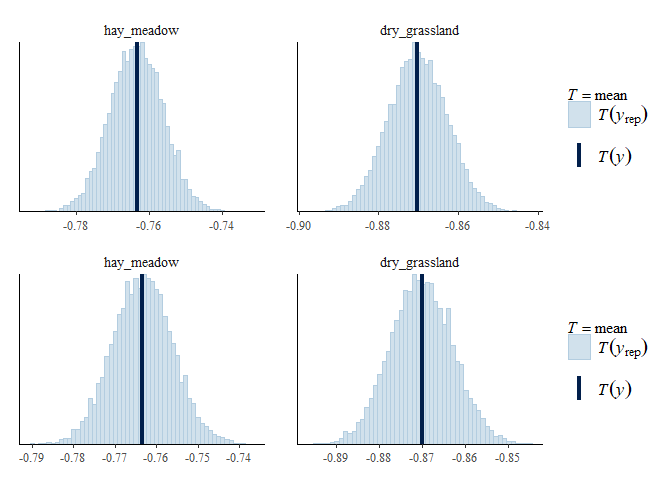 hay_meadow
dry_grassland
-0.78 -0.76 -0.74
-0.90 -0.88 -0.86 -0.84
T = mean
T(yrep)
T(y)
hay_meadow
dry_grassland
-0.79 -0.78 -0.77 -0.76 -0.75 -0.74
-0.89 -0.88 -0.87 -0.86 -0.85
T = mean
T(yrep)
T(y)